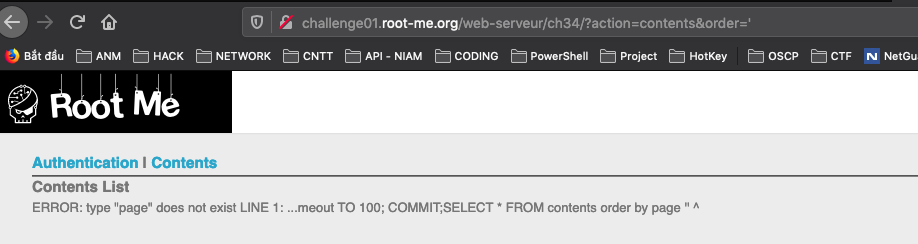 challenge01.root-me.org/web-serveur/ch34/?action=contents&order='
Bắt đầu ANM HACK NETWORK CNTT API - NIAM CODING PowerShell Project HotKey OSCP CTF N NetGua
Root Me
Authentication | Contents
Contents List
ERROR: type "page" does not exist LINE 1: ...meout TO 100; COMMIT;SELECT * FROM contents order by page '' ^